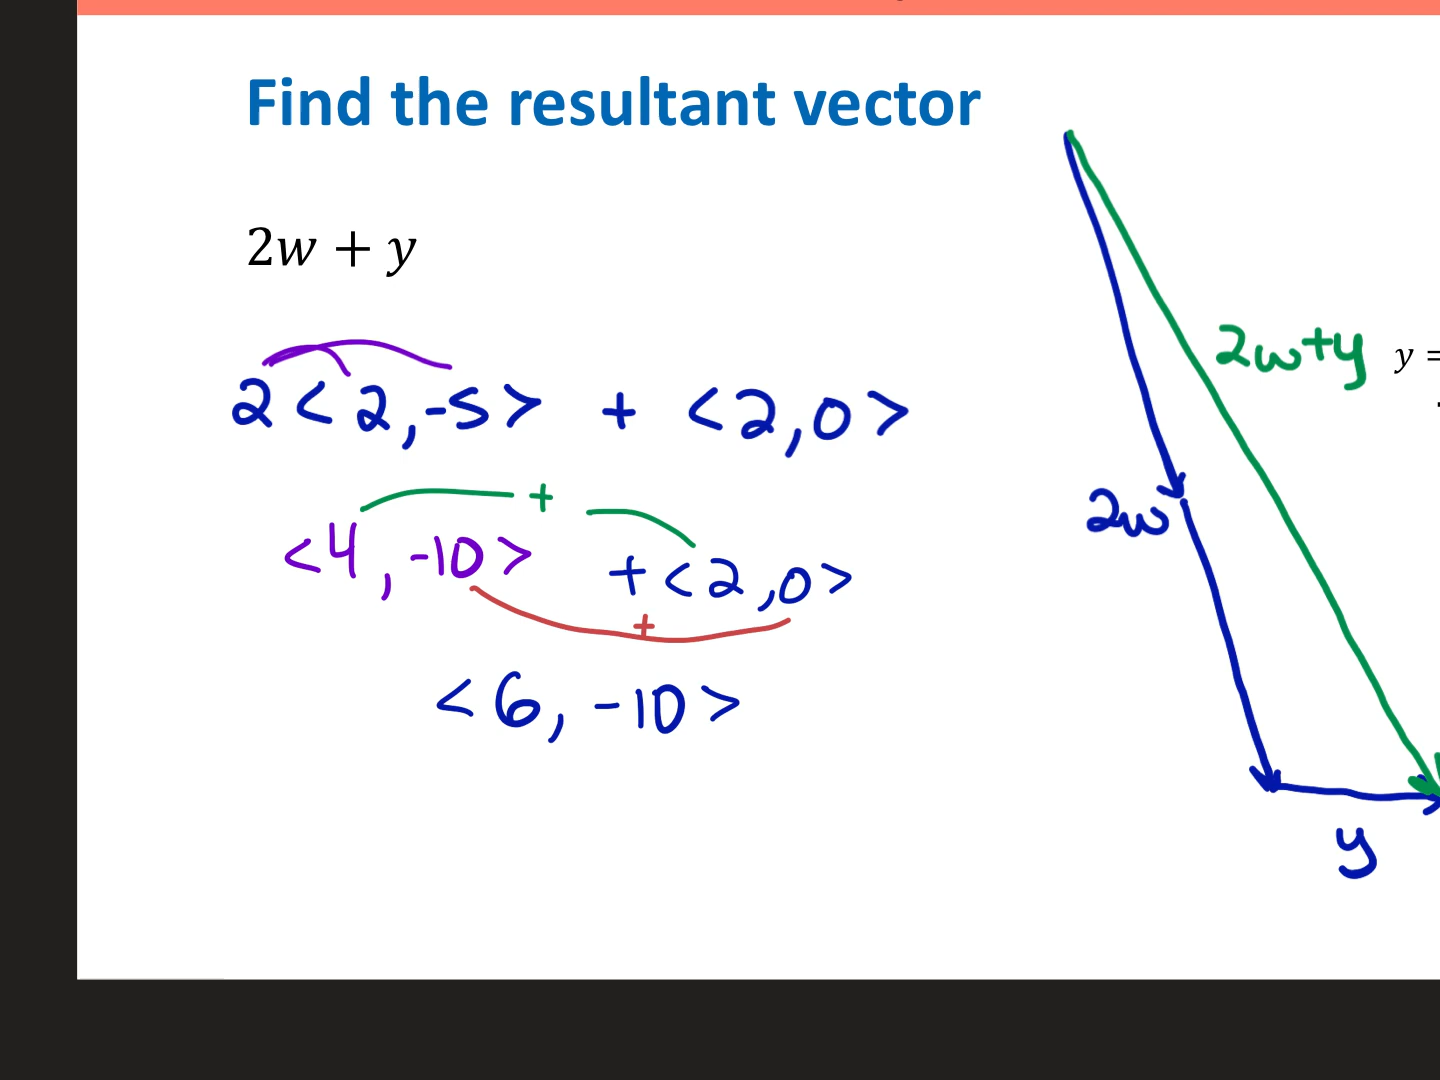 Find the resultant vector
2w + y
2<2,-5> + <2,0>
+
<4,-10> +<2,0>
+
<6,-10>
2w+y
y =
2w
y